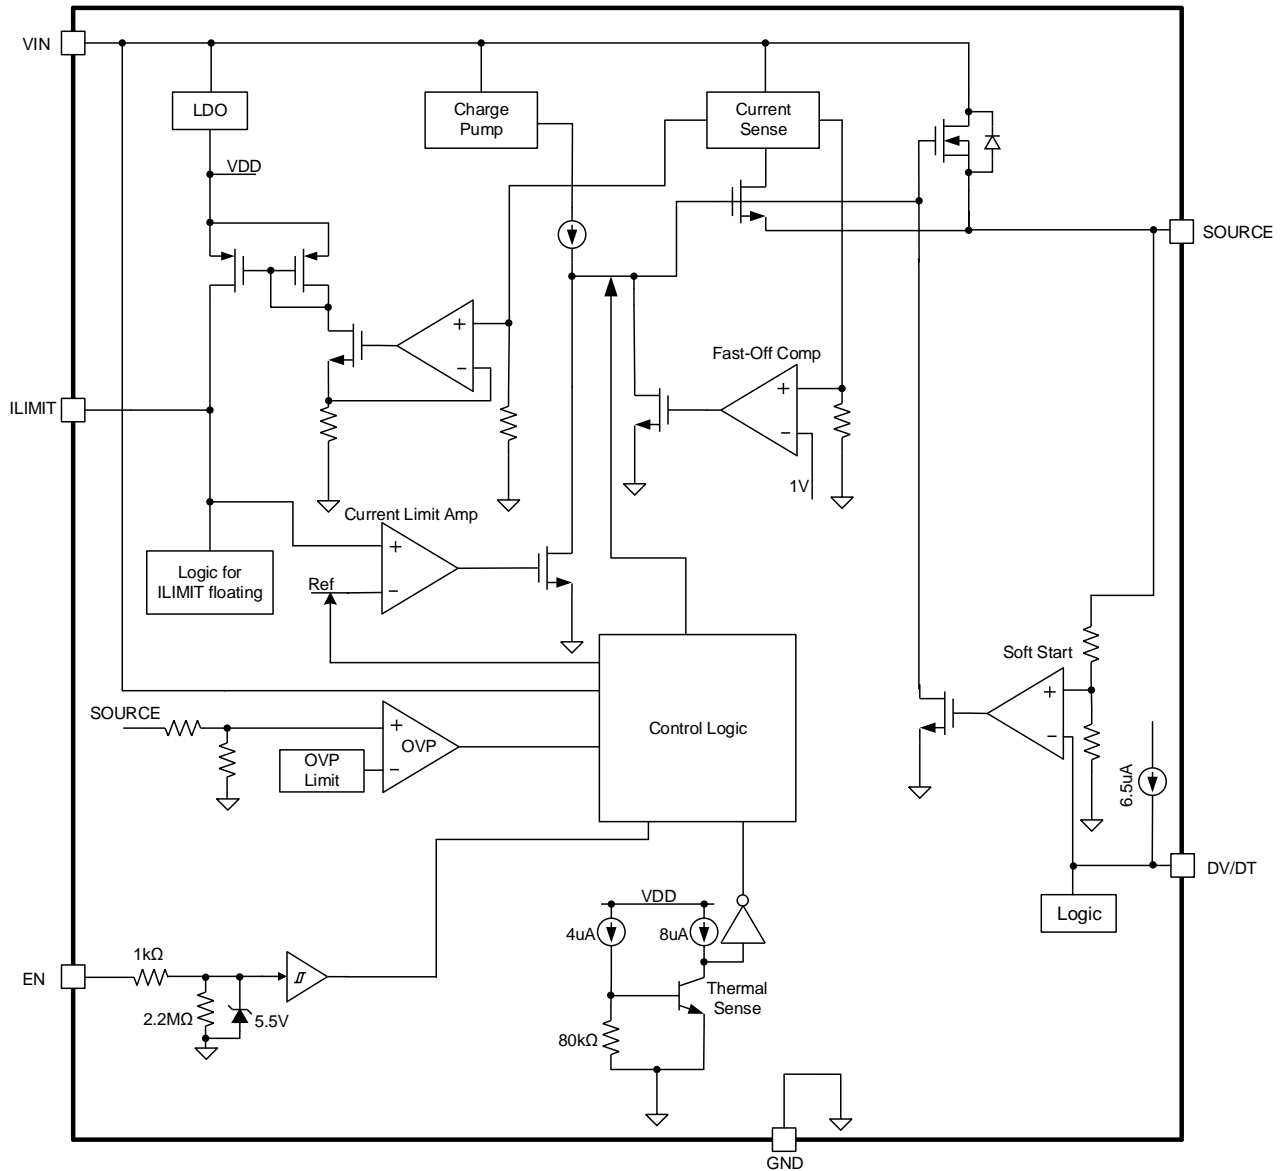 VIN
LDO
Charge
Pump
Current
Sense
VDD
SOURCE
+
−
Fast-Off Comp
+
−
1V
ILIMIT
Current Limit Amp
+
−
Ref
Logic for
ILIMIT floating
Soft Start
+
−
Control Logic
SOURCE
+
−
OVP
OVP
Limit
6.5uA
DV/DT
Logic
VDD
4uA
8uA
Thermal
Sense
80kΩ
EN
1kΩ
2.2MΩ
5.5V
GND